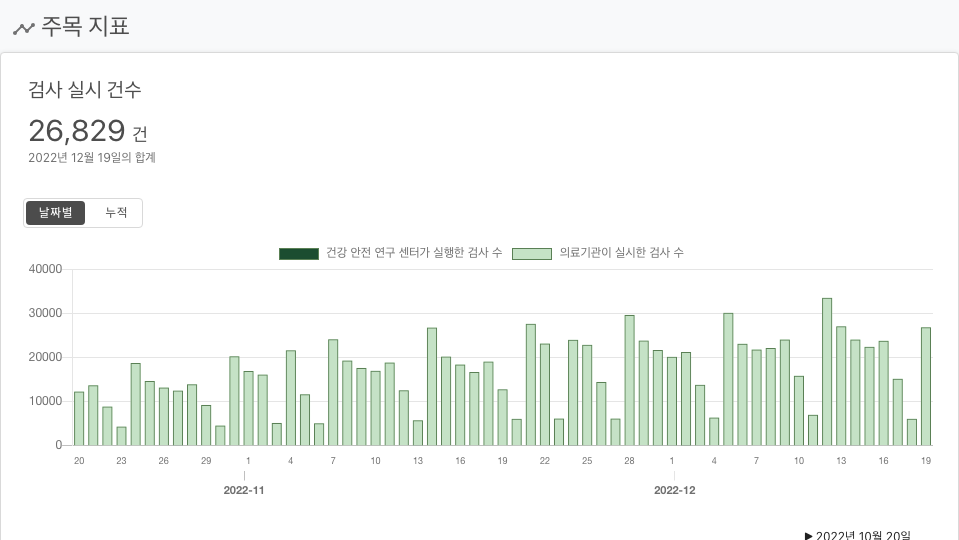 주목 지표
검사 실시 건수
26,829 건
2022년 12월 19일의 합계
날짜별 누적
건강 안전 연구 센터가 실행한 검사 수 의료기관이 실시한 검사 수
40000
30000
20000
10000
0
20 23 26 29 1 4 7 10 13 16 19 22 25 28 1 4 7 10 13 16 19
2022-11 2022-12
▶ 2022년 10월 20일